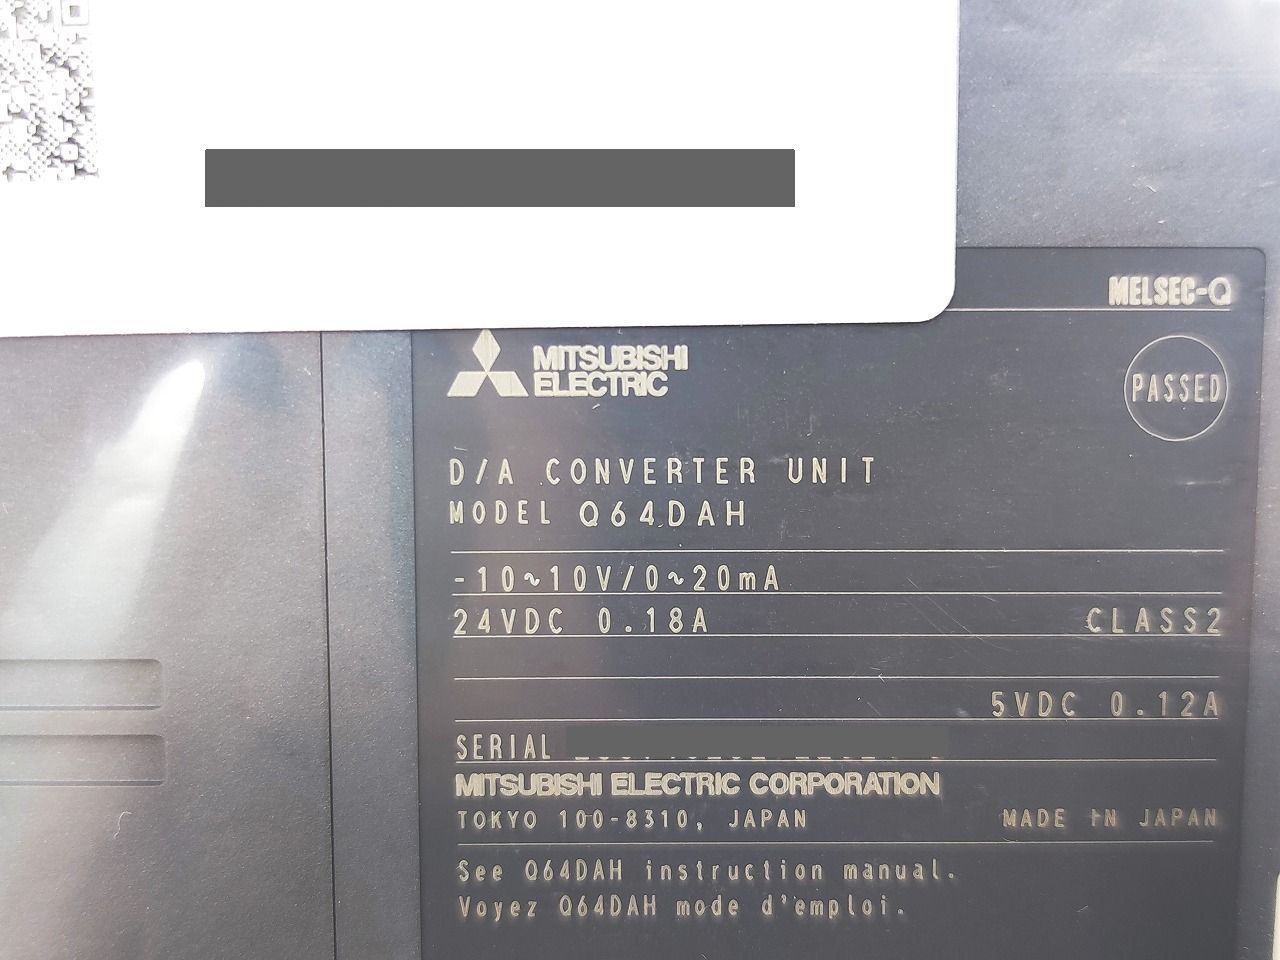 MELSEC-Q
MITSUBISHI
ELECTRIC
PASSED
D/A CONVERTER UNIT
MODEL Q64DAH
-10~10V/0~20mA
24VDC 0.18A CLASS2
5VDC 0.12A
SERIAL
MITSUBISHI ELECTRIC CORPORATION
TOKYO 100-8310, JAPAN MADE IN JAPAN
See Q64DAH instruction manual.
Voyez Q64DAH mode d'emploi.